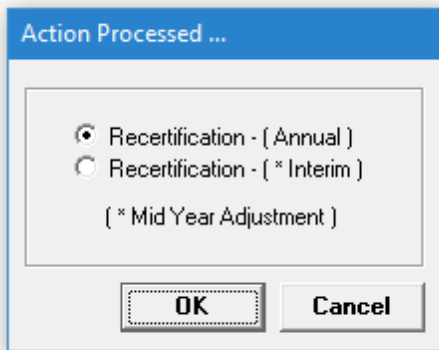 Action Processed ...
Recertification - ( Annual )
Recertification - ( * Interim )
( * Mid Year Adjustment )
OK Cancel